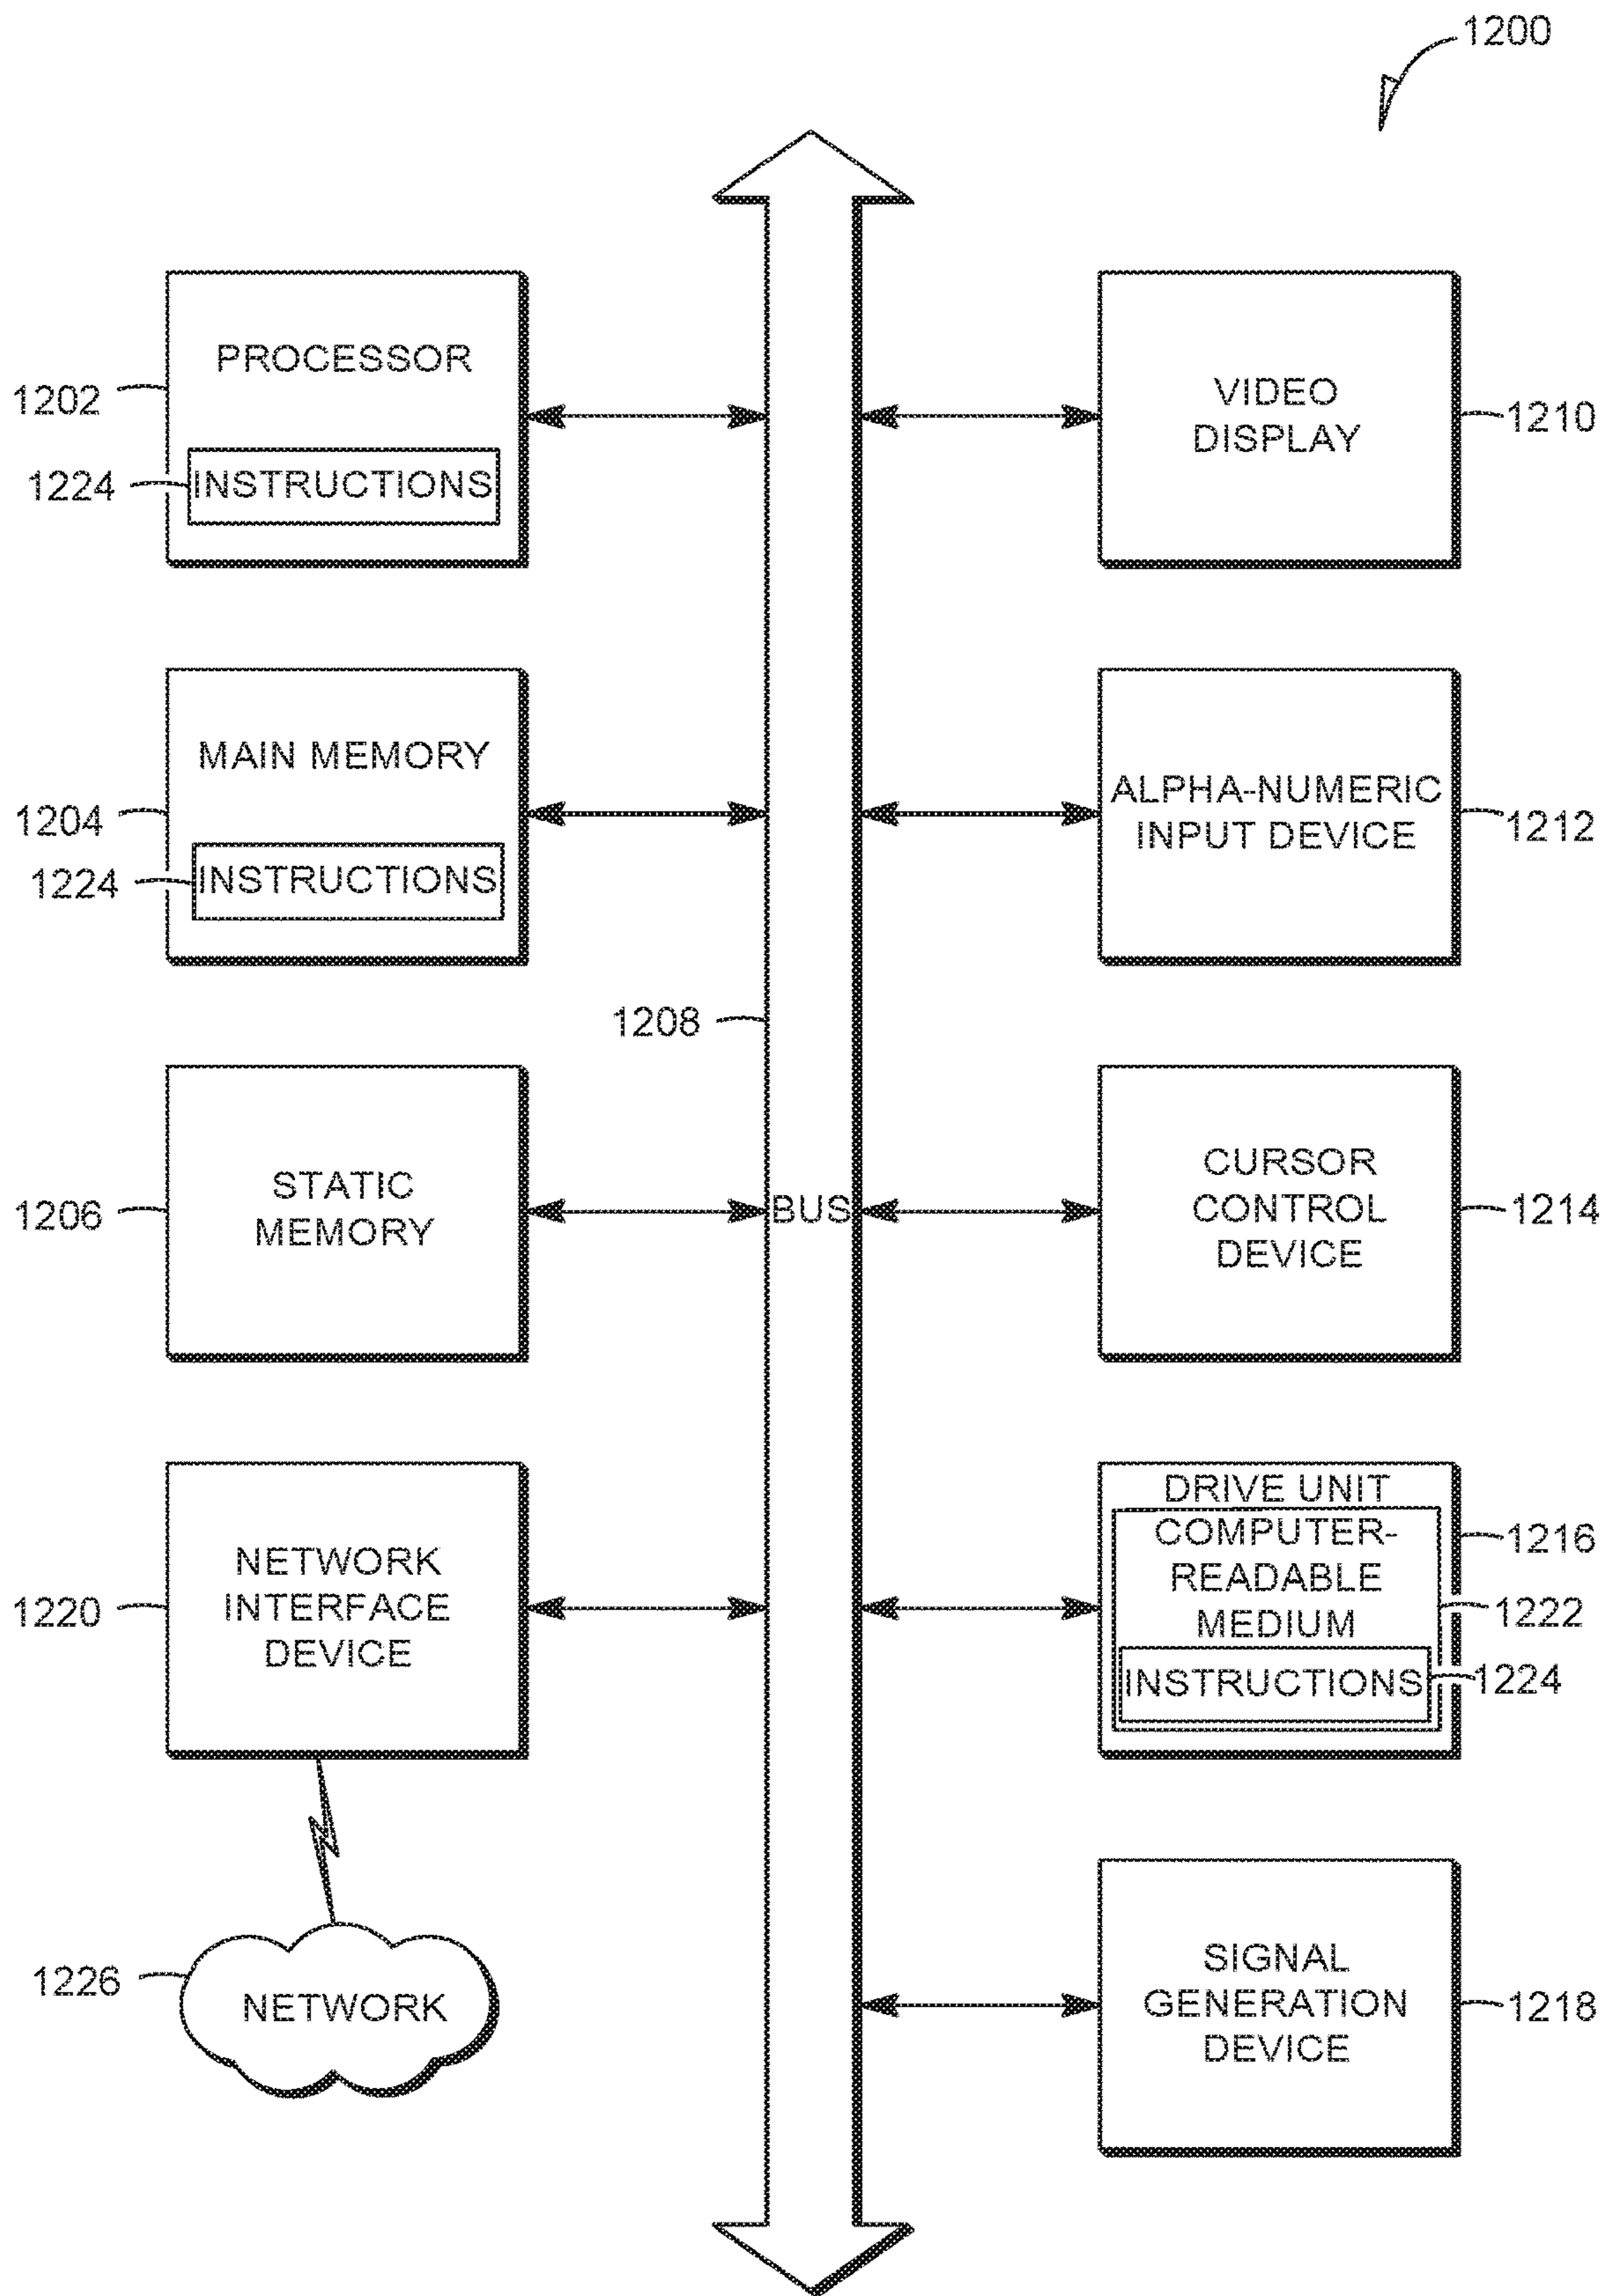 1200
PROCESSOR
1202
1224
INSTRUCTIONS
VIDEO
DISPLAY
1210
MAIN MEMORY
1204
1224
INSTRUCTIONS
ALPHA-NUMERIC
INPUT DEVICE
1212
1208
STATIC
MEMORY
1206
BUS
CURSOR
CONTROL
DEVICE
1214
NETWORK
INTERFACE
DEVICE
1220
DRIVE UNIT
1216
COMPUTER-
READABLE
MEDIUM
1222
INSTRUCTIONS
1224
1226
NETWORK
SIGNAL
GENERATION
DEVICE
1218